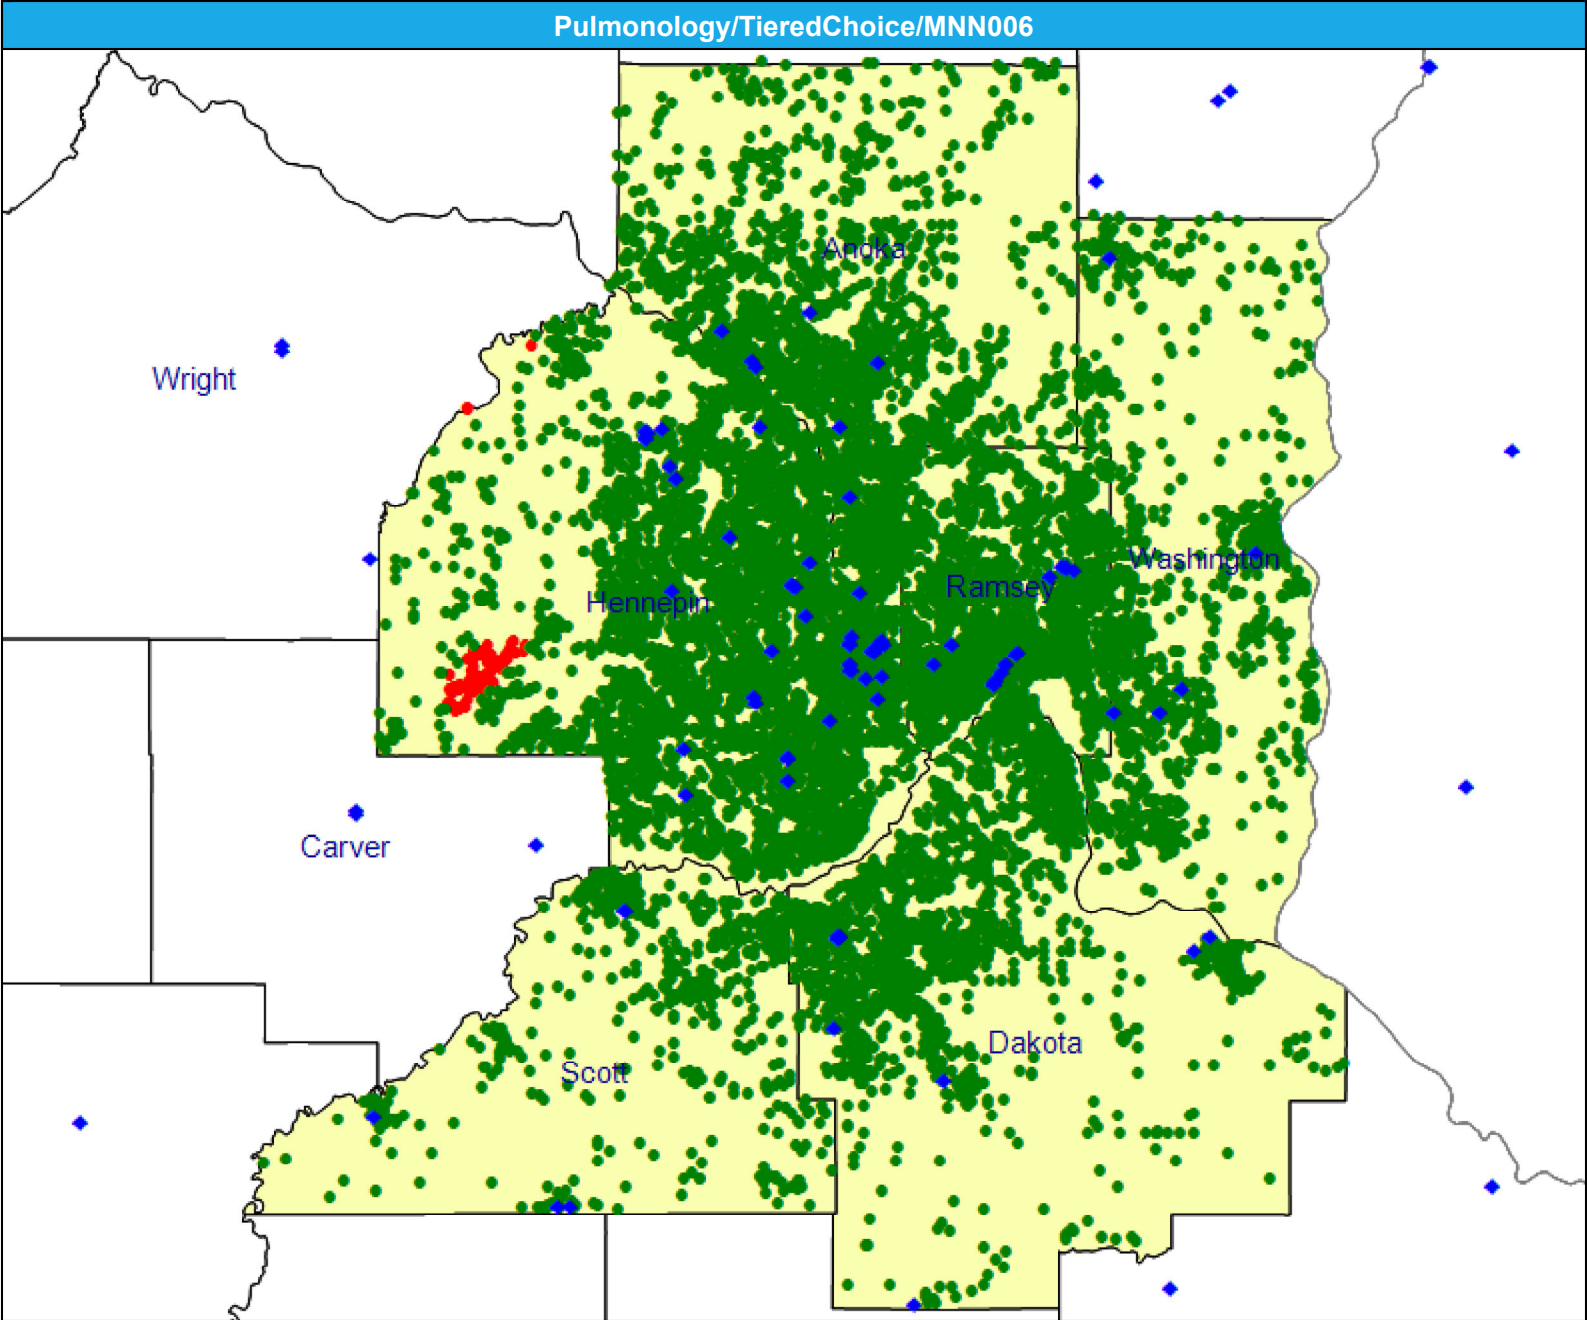 Pulmonology/TieredChoice/MNN006
Anoka
Wright
Washington
Ramsey
Hennepin
Carver
Dakota
Scott